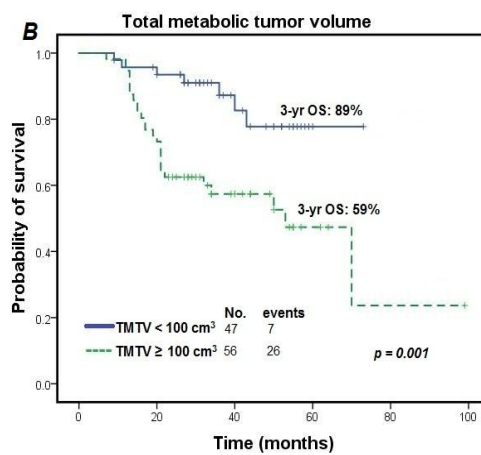 B
Total metabolic tumor volume
Probability of survival
1.0
0.8
0.6
0.4
0.2
0.0
3-yr OS: 89%
3-yr OS: 59%
No. events
TMTV < 100 cm³ 47 7
TMTV ≥ 100 cm³ 56 26
p = 0.001
0 20 40 60 80 100
Time (months)